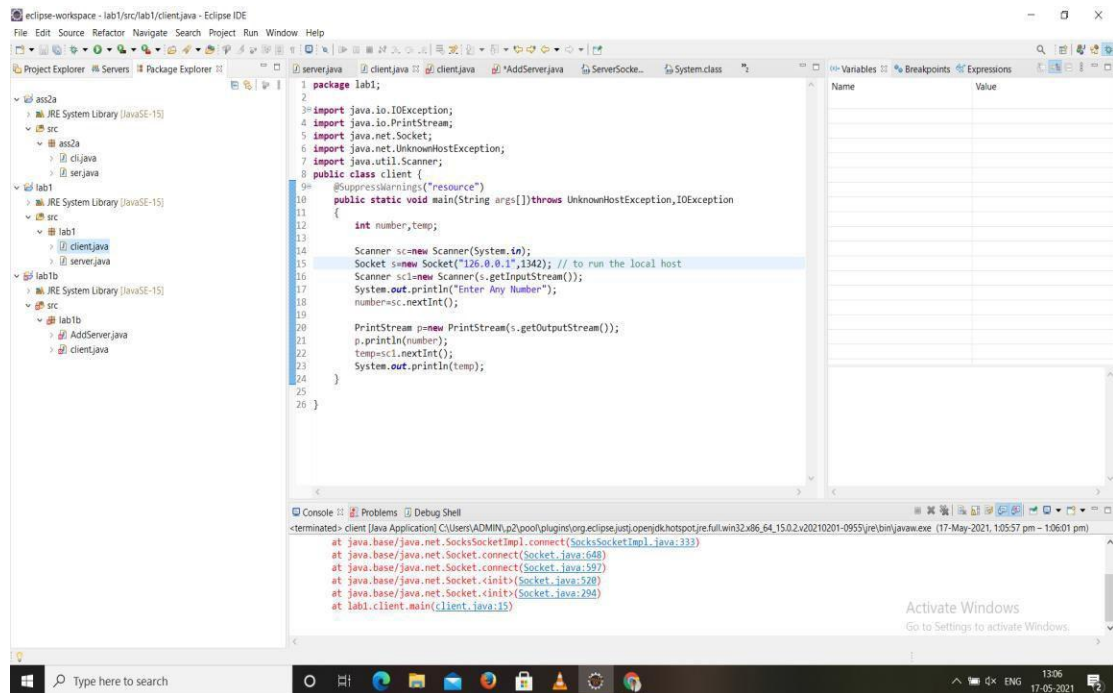 eclipse-workspace - lab1/src/lab1/client.java - Eclipse IDE
File Edit Source Refactor Navigate Search Project Run Window Help
Project Explorer Servers Package Explorer
ass2a
JRE System Library [JavaSE-15]
src
ass2a
cli.java
ser.java
lab1
JRE System Library [JavaSE-15]
src
lab1
client.java
server.java
lab1b
JRE System Library [JavaSE-15]
src
lab1b
AddServer.java
client.java
server.java client.java client.java *AddServer.java ServerSocke... System.class "2
1 package lab1;
2
3 import java.io.IOException;
4 import java.io.PrintStream;
5 import java.net.Socket;
6 import java.net.UnknownHostException;
7 import java.util.Scanner;
8 public class client {
9 @SuppressWarnings("resource")
10 public static void main(String args[])throws UnknownHostException,IOException
11 {
12 int number,temp;
13
14 Scanner sc=new Scanner(System.in);
15 Socket s=new Socket("126.0.0.1",1342); // to run the local host
16 Scanner sc1=new Scanner(s.getInputStream());
17 System.out.println("Enter Any Number");
18 number=sc.nextInt();
19
20 PrintStream p=new PrintStream(s.getOutputStream());
21 p.println(number);
22 temp=sc1.nextInt();
23 System.out.println(temp);
24 }
25
26 }
Variables Breakpoints Expressions
Name Value
Console Problems Debug Shell
<terminated> client [Java Application] C:\Users\ADMIN\.p2\pool\plugins\org.eclipse.justj.openjdk.hotspot.jre.full.win32.x86_64_15.0.2.v20210201-0955\jre\bin\javaw.exe (17-May-2021, 1:05:57 pm – 1:06:01 pm)
at java.base/java.net.SocksSocketImpl.connect(SocksSocketImpl.java:333)
at java.base/java.net.Socket.connect(Socket.java:648)
at java.base/java.net.Socket.connect(Socket.java:597)
at java.base/java.net.Socket.<init>(Socket.java:520)
at java.base/java.net.Socket.<init>(Socket.java:294)
at lab1.client.main(client.java:15)
Activate Windows
Go to Settings to activate Windows.
Type here to search
ENG
13:06
17-05-2021